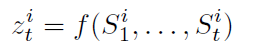 $z_t^i = f(S_1^i, \ldots, S_t^i)$